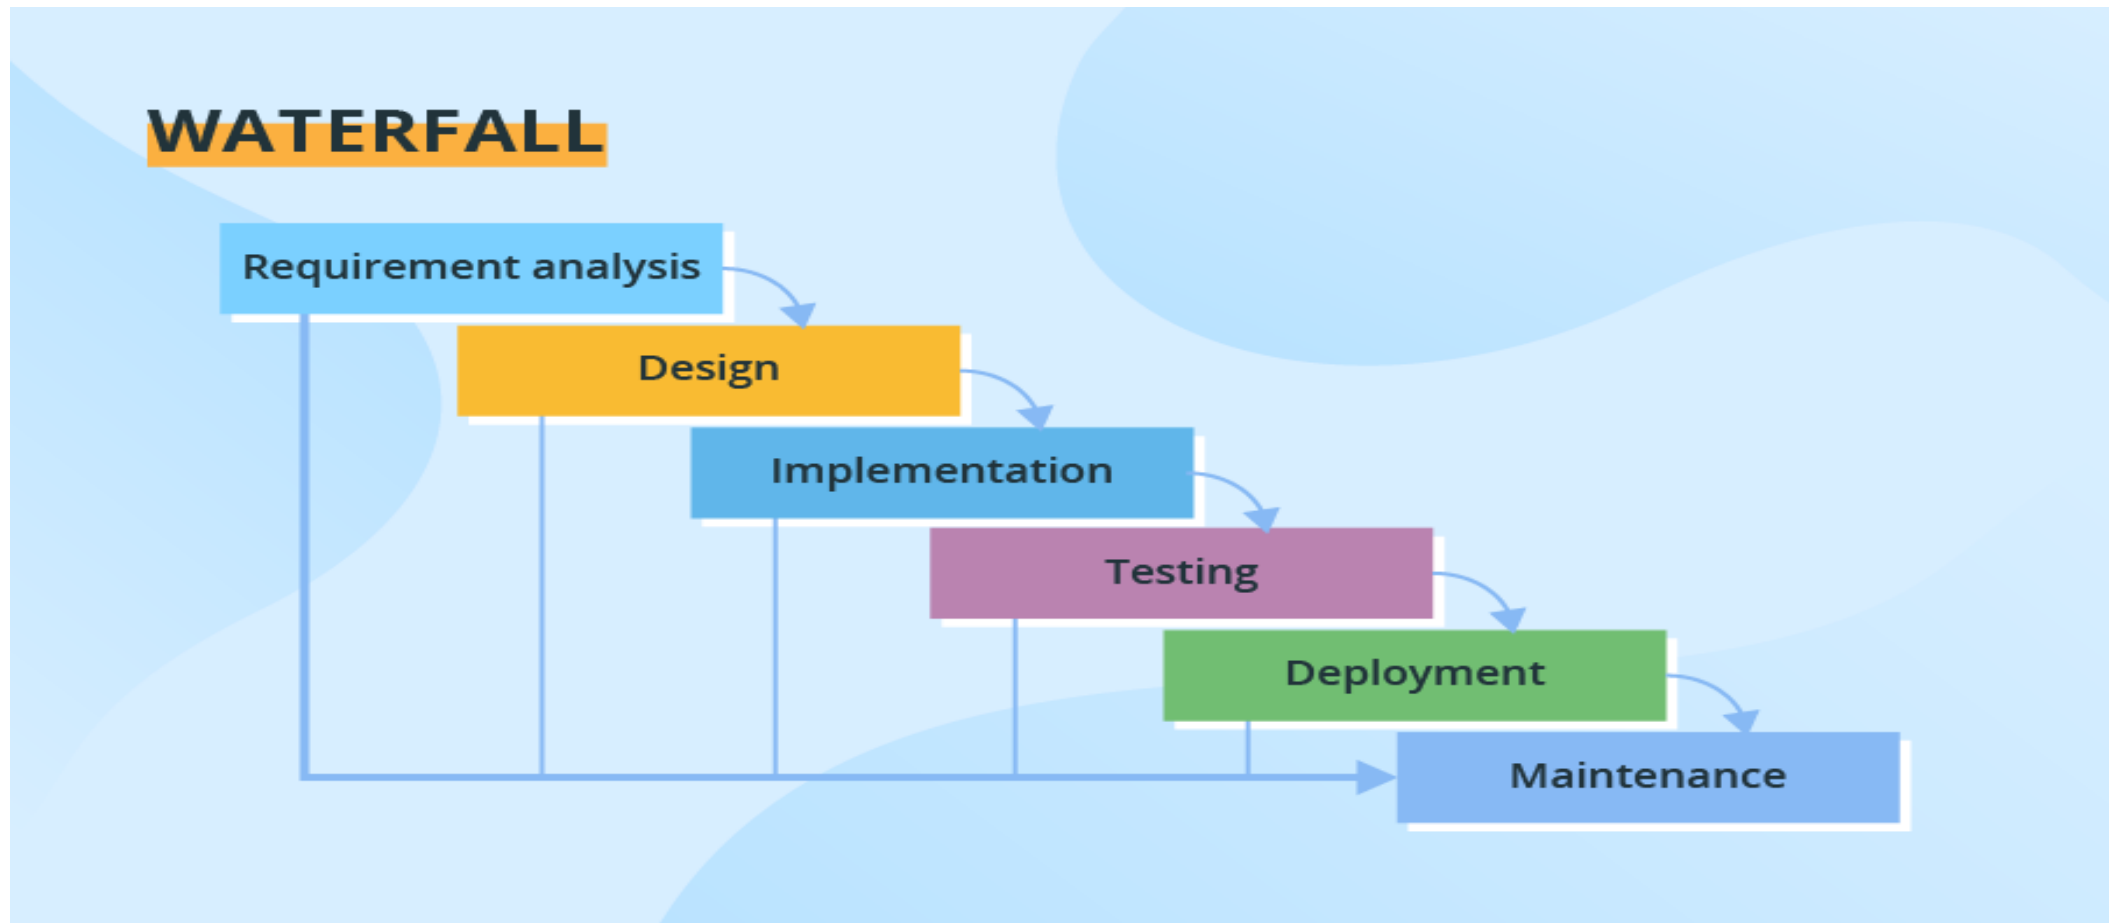 WATERFALL
Requirement analysis
Design
Implementation
Testing
Deployment
Maintenance